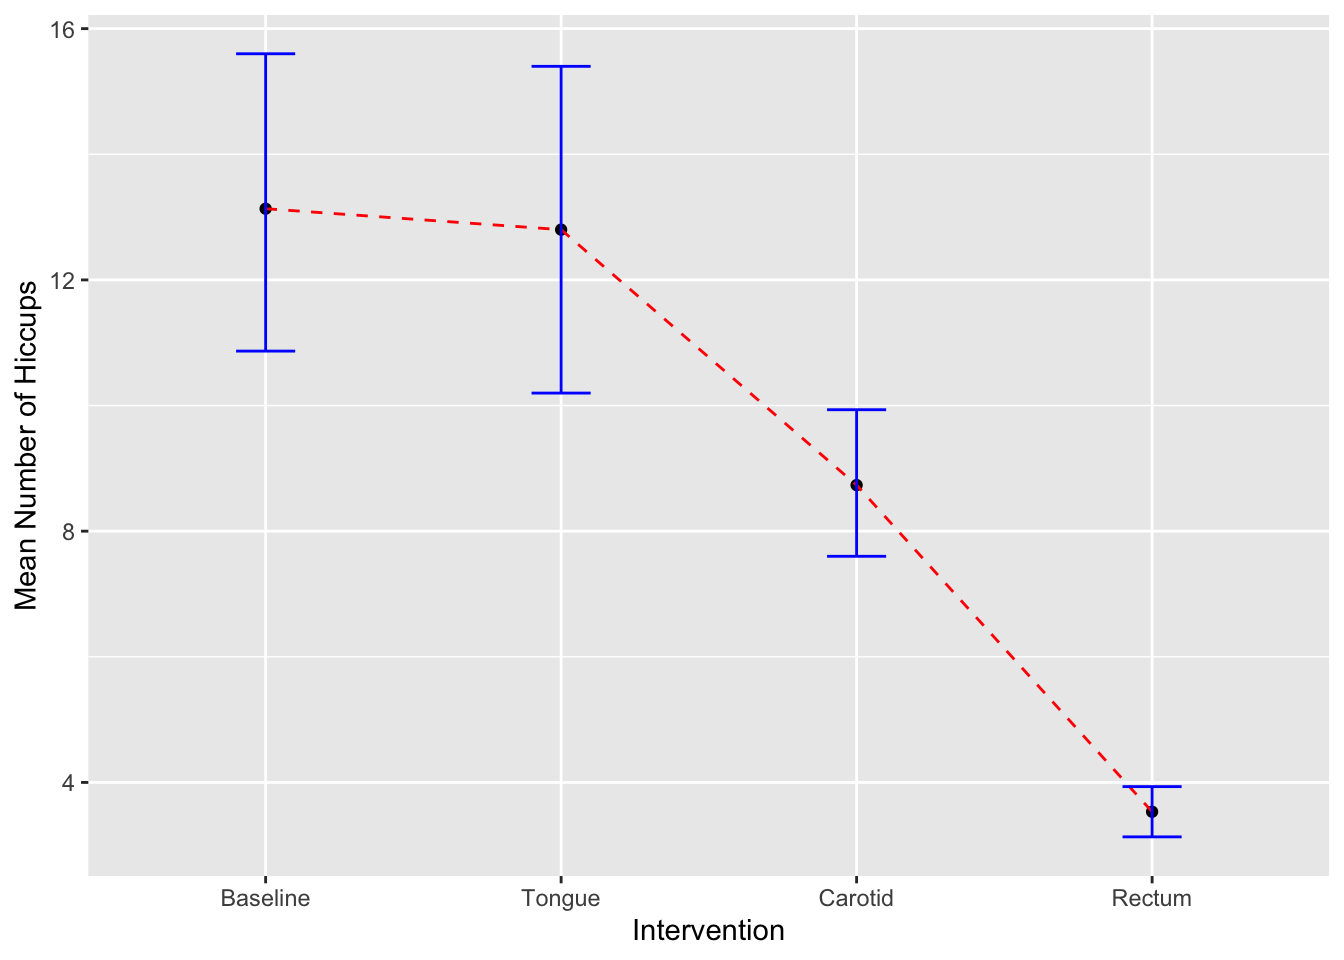 16
12
8
4
Mean Number of Hiccups
Baseline Tongue Carotid Rectum
Intervention